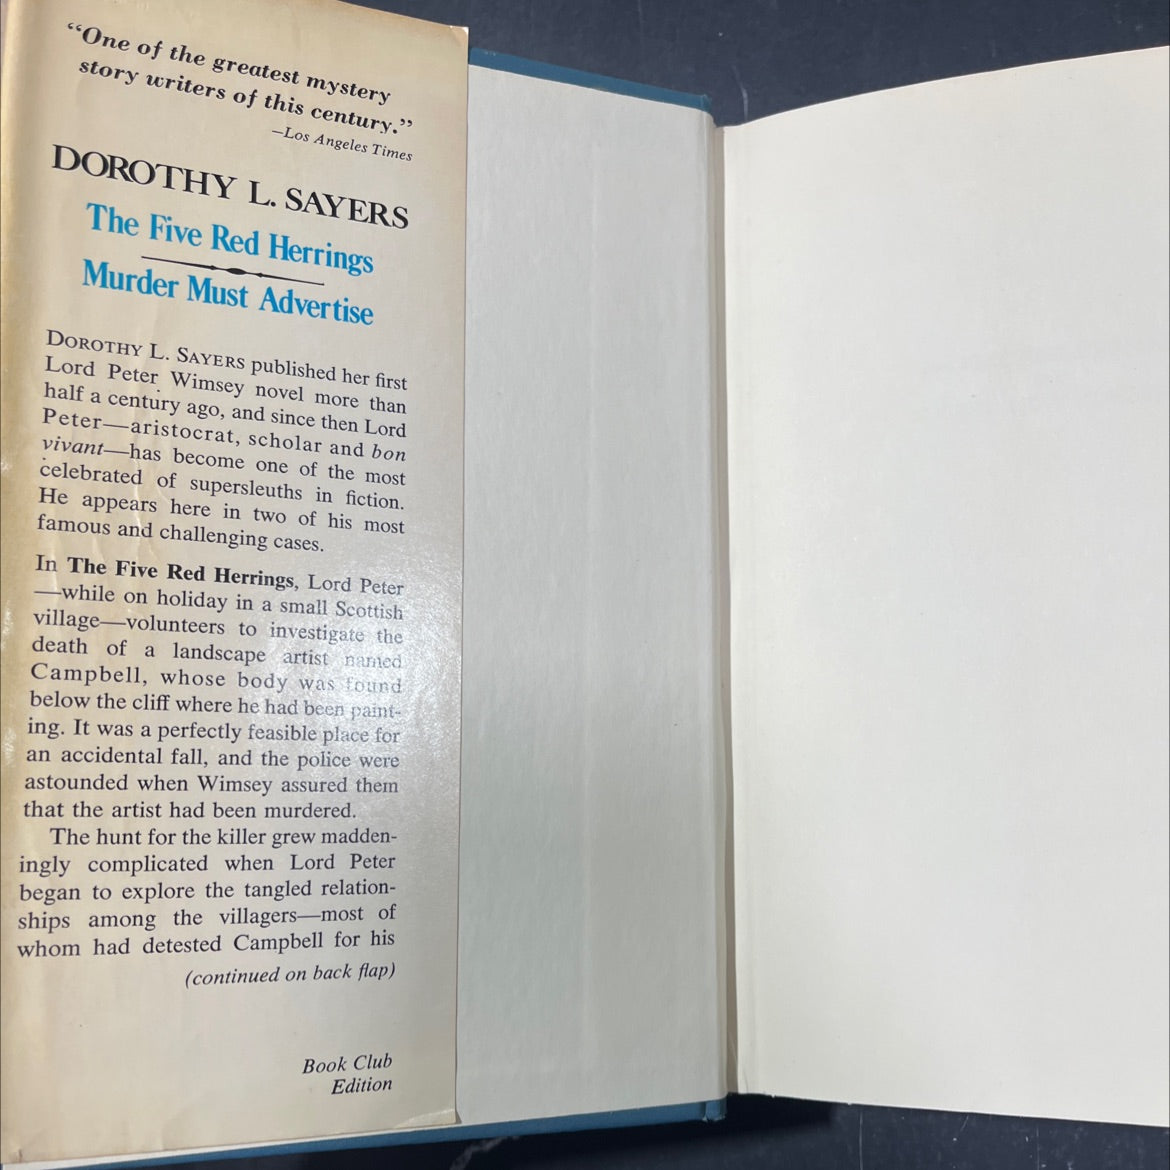 “One of the greatest mystery
story writers of this century.”
—Los Angeles Times
DOROTHY L. SAYERS
The Five Red Herrings
Murder Must Advertise
DOROTHY L. SAYERS published her first
Lord Peter Wimsey novel more than
half a century ago, and since then Lord
Peter—aristocrat, scholar and bon
vivant—has become one of the most
celebrated of supersleuths in fiction.
He appears here in two of his most
famous and challenging cases.
In The Five Red Herrings, Lord Peter
—while on holiday in a small Scottish
village—volunteers to investigate the
death of a landscape artist named
Campbell, whose body was found
below the cliff where he had been paint-
ing. It was a perfectly feasible place for
an accidental fall, and the police were
astounded when Wimsey assured them
that the artist had been murdered.
The hunt for the killer grew madden-
ingly complicated when Lord Peter
began to explore the tangled relation-
ships among the villagers—most of
whom had detested Campbell for his
(continued on back flap)
Book Club
Edition